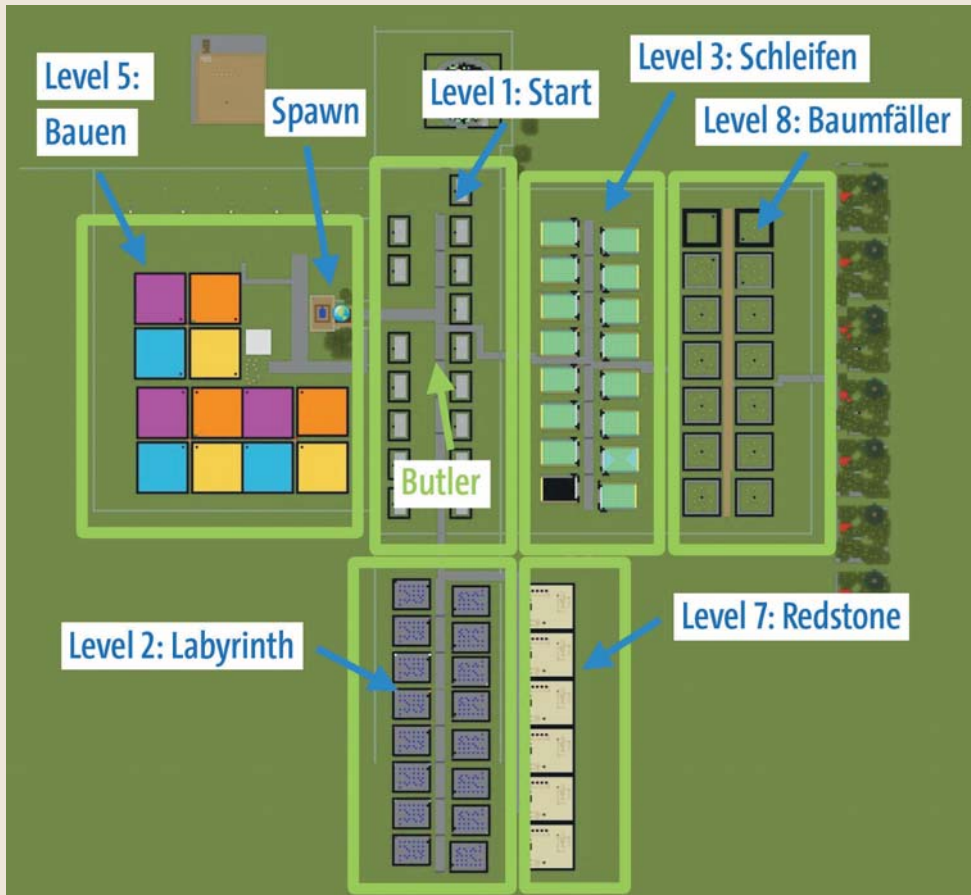 Level 5:
Bauen
Spawn
Level 1: Start
Level 3: Schleifen
Level 8: Baumfäller
Butler
Level 2: Labyrinth
Level 7: Redstone